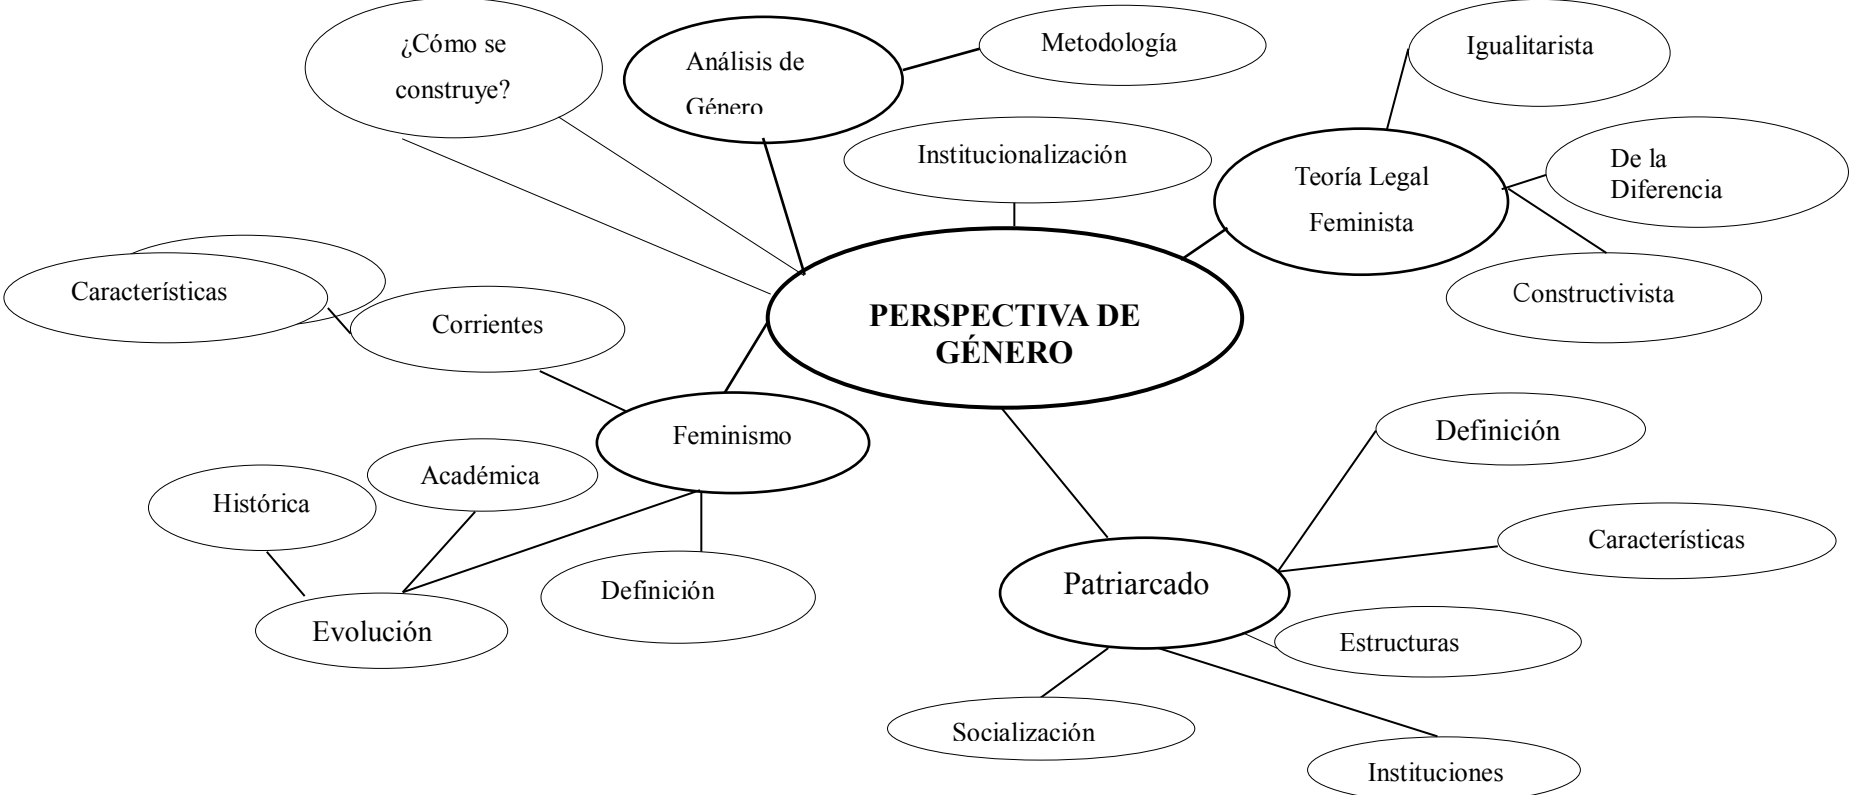 ¿Cómo se
construye?
Análisis de
Género
Metodología
Igualitarista
Institucionalización
Teoría Legal
Feminista
De la
Diferencia
Constructivista
Características
Corrientes
PERSPECTIVA DE
GÉNERO
Feminismo
Académica
Histórica
Evolución
Definición
Definición
Características
Patriarcado
Estructuras
Socialización
Instituciones